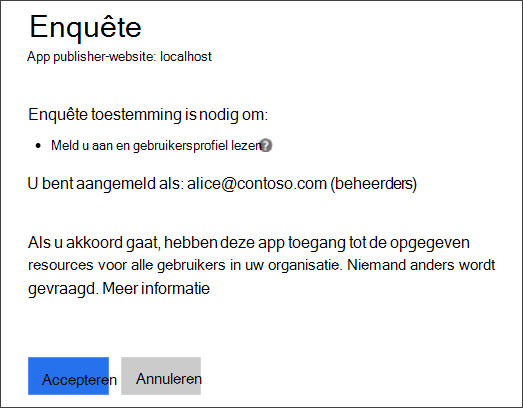 Enquête
App publisher-website: localhost
Enquête toestemming is nodig om:
• Meld u aan en gebruikersprofiel lezen ?
U bent aangemeld als: alice@contoso.com (beheerders)
Als u akkoord gaat, hebben deze app toegang tot de opgegeven
resources voor alle gebruikers in uw organisatie. Niemand anders wordt
gevraagd. Meer informatie
Accepteren Annuleren